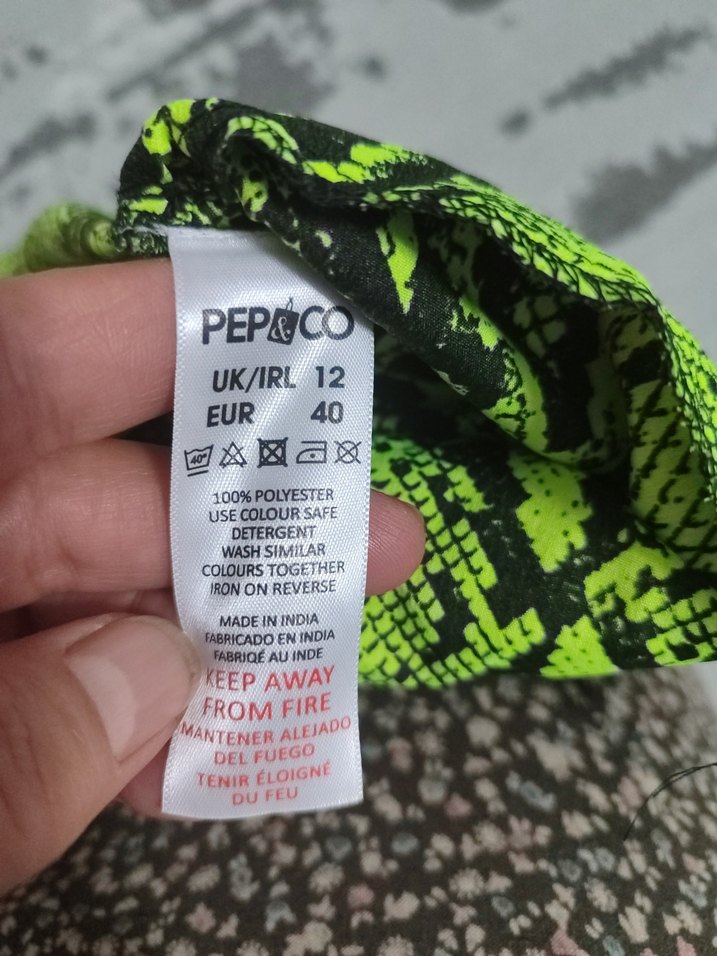 PEP&CO
UK/IRL 12
EUR 40
40°
100% POLYESTER
USE COLOUR SAFE
DETERGENT
WASH SIMILAR
COLOURS TOGETHER
IRON ON REVERSE
MADE IN INDIA
FABRICADO EN INDIA
FABRIQÉ AU INDE
KEEP AWAY
FROM FIRE
MANTENER ALEJADO
DEL FUEGO
TENIR ÉLOIGNÉ
DU FEU